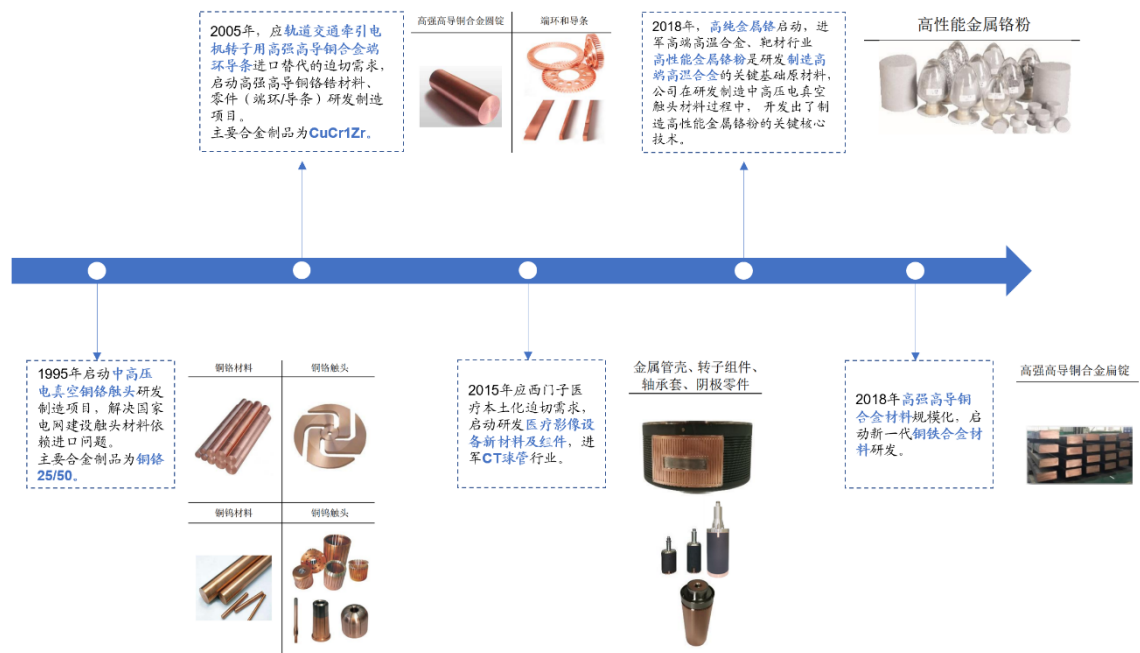 2005年，应轨道交通牵引电
机转子用高强高导铜合金端
环导条进口替代的迫切需求，
启动高强高导铜铬锆材料、
零件（端环/导条）研发制造
项目。
主要合金制品为CuCr1Zr。
高强高导铜合金圆锭
端环和导条
2018年，高纯金属铬启动，进
军高端高温合金、靶材行业
高性能金属铬粉是研发制造高
端高温合金的关键基础原材料，
公司在研发制造中高压电真空
触头材料过程中，开发出了制
造高性能金属铬粉的关键核心
技术。
高性能金属铬粉
1995年启动中高压
电真空铜铬触头研发
制造项目，解决国家
电网建设触头材料依
赖进口问题。
主要合金制品为铜铬
25/50。
铜铬材料
铜铬触头
铜钨材料
铜钨触头
2015年应西门子医
疗本土化迫切需求，
启动研发医疗影像设
备新材料及组件，进
军CT球管行业。
金属管壳、转子组件、
轴承套、阴极零件
2018年高强高导铜
合金材料规模化，启
动新一代铜铁合金材
料研发。
高强高导铜合金扁锭